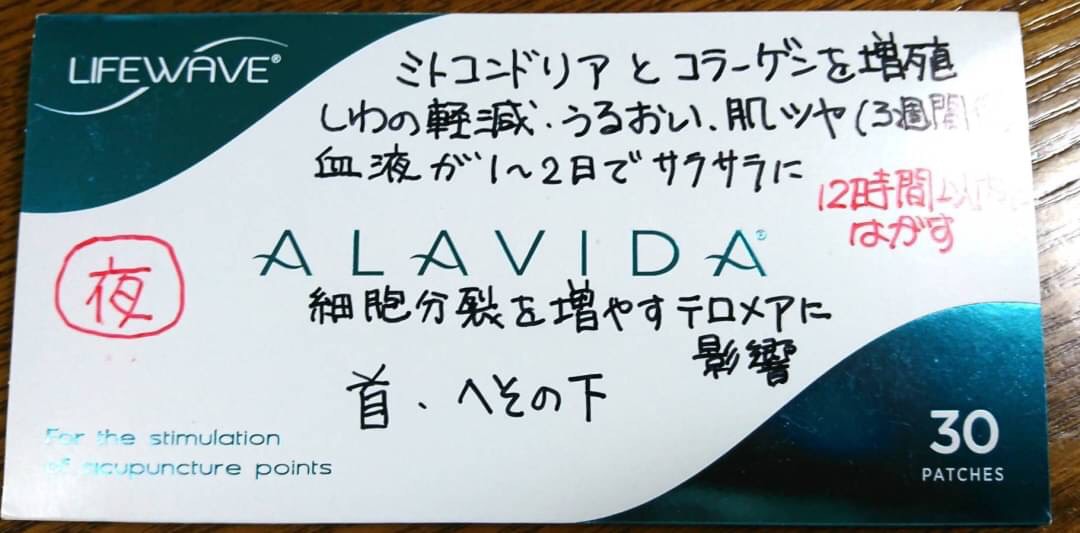 LIFEWAVE®
ミトコンドリアとコラーゲンを増殖
しわの軽減・うるおい、肌ツヤ(3週間
血液が1〜2日でサラサラに
12時間以内に
はがす
夜
ALAVIDA®
細胞分裂を増やすテロメアに
影響
首・へその下
For the stimulation
of acupuncture points
30
PATCHES